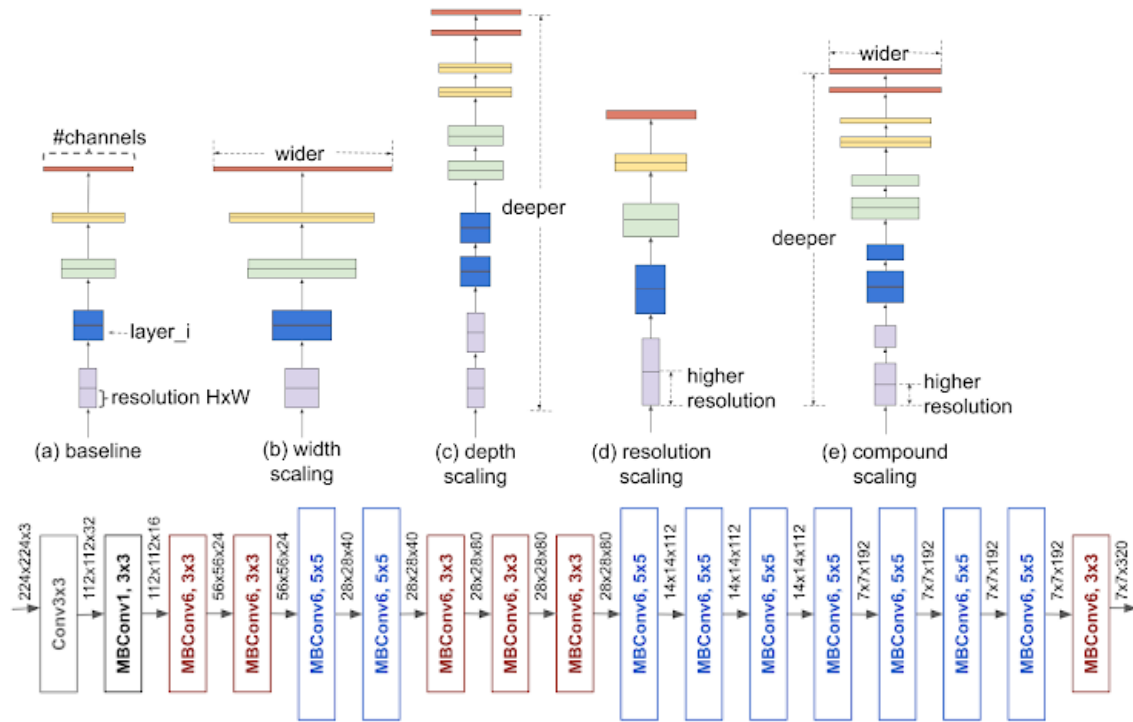 #channels
layer_i
resolution HxW
(a) baseline
wider
(b) width
scaling
deeper
(c) depth
scaling
higher
resolution
(d) resolution
scaling
wider
deeper
higher
resolution
(e) compound
scaling
224x224x3
Conv3x3
112x112x32
MBConv1, 3x3
112x112x16
MBConv6, 3x3
56x56x24
MBConv6, 3x3
56x56x24
MBConv6, 5x5
28x28x40
MBConv6, 5x5
28x28x40
MBConv6, 3x3
28x28x80
MBConv6, 3x3
28x28x80
MBConv6, 3x3
28x28x80
MBConv6, 5x5
14x14x112
MBConv6, 5x5
14x14x112
MBConv6, 5x5
14x14x112
MBConv6, 5x5
7x7x192
MBConv6, 5x5
7x7x192
MBConv6, 5x5
7x7x192
MBConv6, 5x5
7x7x192
MBConv6, 3x3
7x7x320